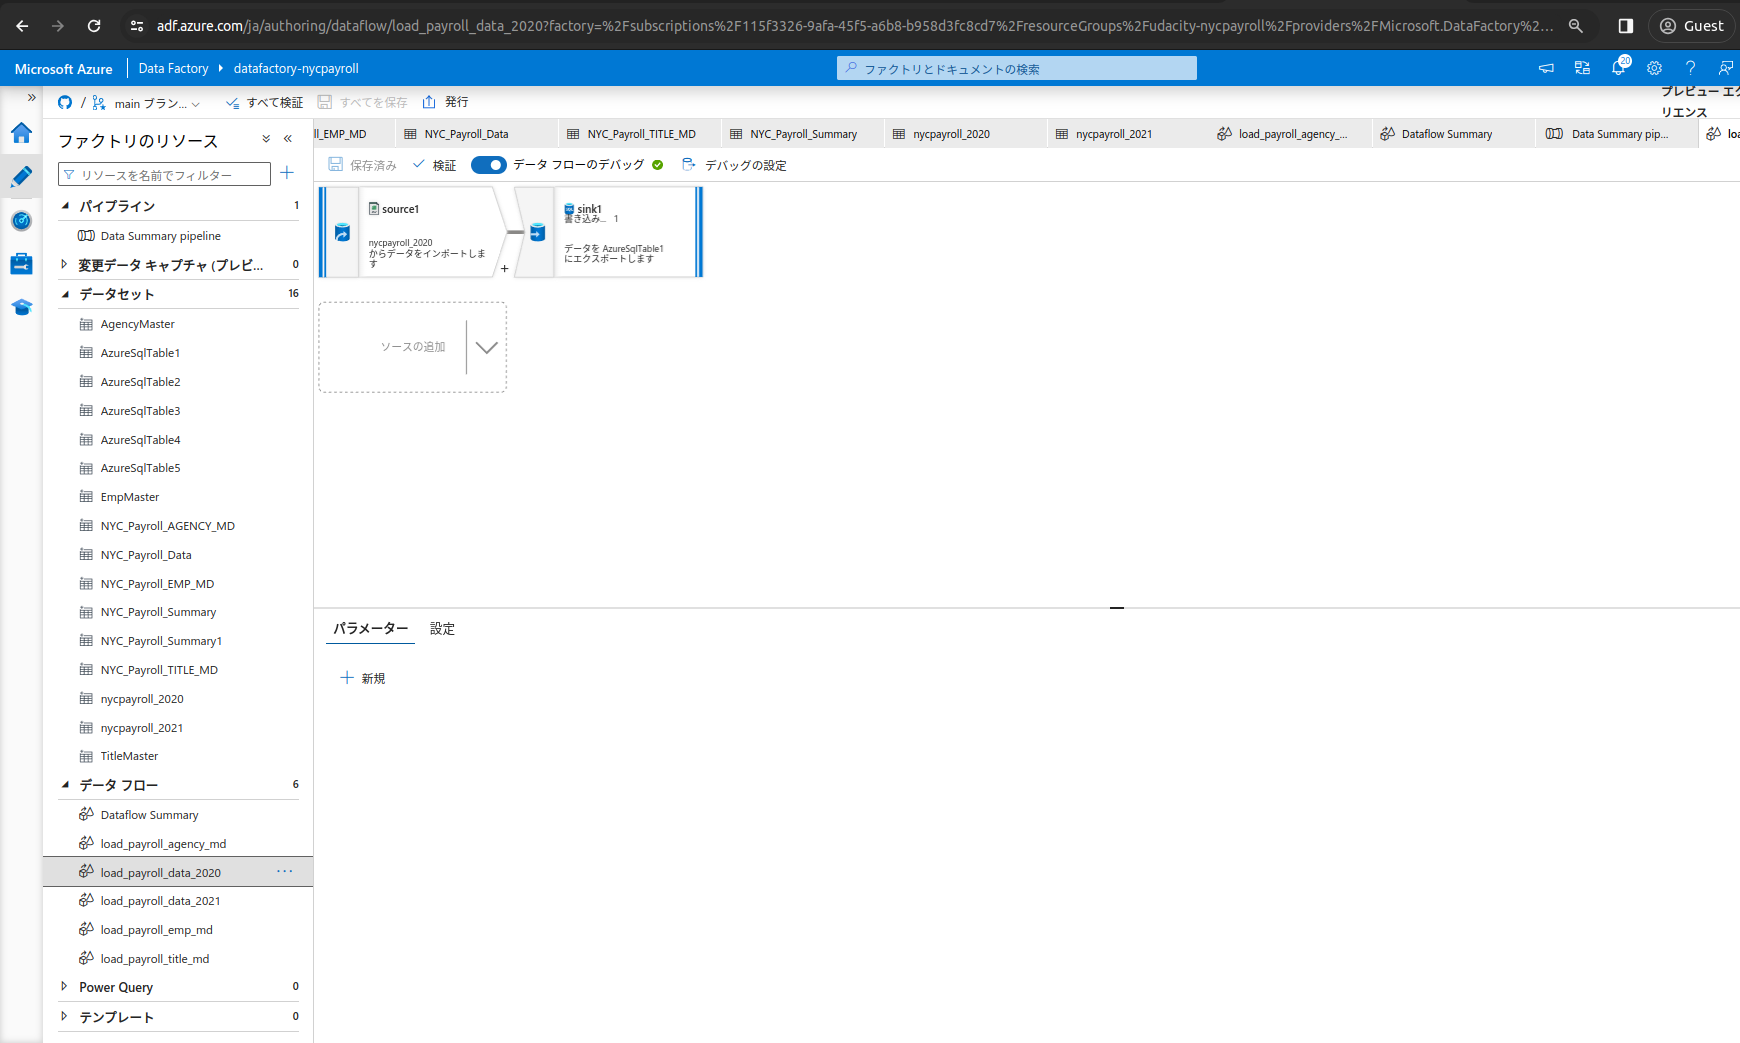 adf.azure.com/ja/authoring/dataflow/load_payroll_data_2020?factory=%2Fsubscriptions%2F115f3326-9afa-45f5-a6b8-b958d3fc8cd7%2FresourceGroups%2Fudacity-nycpayroll%2Fproviders%2FMicrosoft.DataFactory%2...
Guest
Microsoft Azure
Data Factory
datafactory-nycpayroll
ファクトリとドキュメントの検索
20
/ main ブラン...
すべて検証
すべてを保存
発行
プレビュー エク
リエンス
ファクトリのリソース
リソースを名前でフィルター
パイプライン 1
Data Summary pipeline
変更データ キャプチャ (プレビ... 0
データセット 16
AgencyMaster
AzureSqlTable1
AzureSqlTable2
AzureSqlTable3
AzureSqlTable4
AzureSqlTable5
EmpMaster
NYC_Payroll_AGENCY_MD
NYC_Payroll_Data
NYC_Payroll_EMP_MD
NYC_Payroll_Summary
NYC_Payroll_Summary1
NYC_Payroll_TITLE_MD
nycpayroll_2020
nycpayroll_2021
TitleMaster
データ フロー 6
Dataflow Summary
load_payroll_agency_md
load_payroll_data_2020 ...
load_payroll_data_2021
load_payroll_emp_md
load_payroll_title_md
Power Query 0
テンプレート 0
ll_EMP_MD
NYC_Payroll_Data
NYC_Payroll_TITLE_MD
NYC_Payroll_Summary
nycpayroll_2020
nycpayroll_2021
load_payroll_agency_...
Dataflow Summary
Data Summary pip...
loa
保存済み
検証
データ フローのデバッグ
デバッグの設定
source1
nycpayroll_2020
からデータをインポートしま
す
+
sink1
書き込み... 1
データを AzureSqlTable1
にエクスポートします
ソースの追加
パラメーター
設定
新規